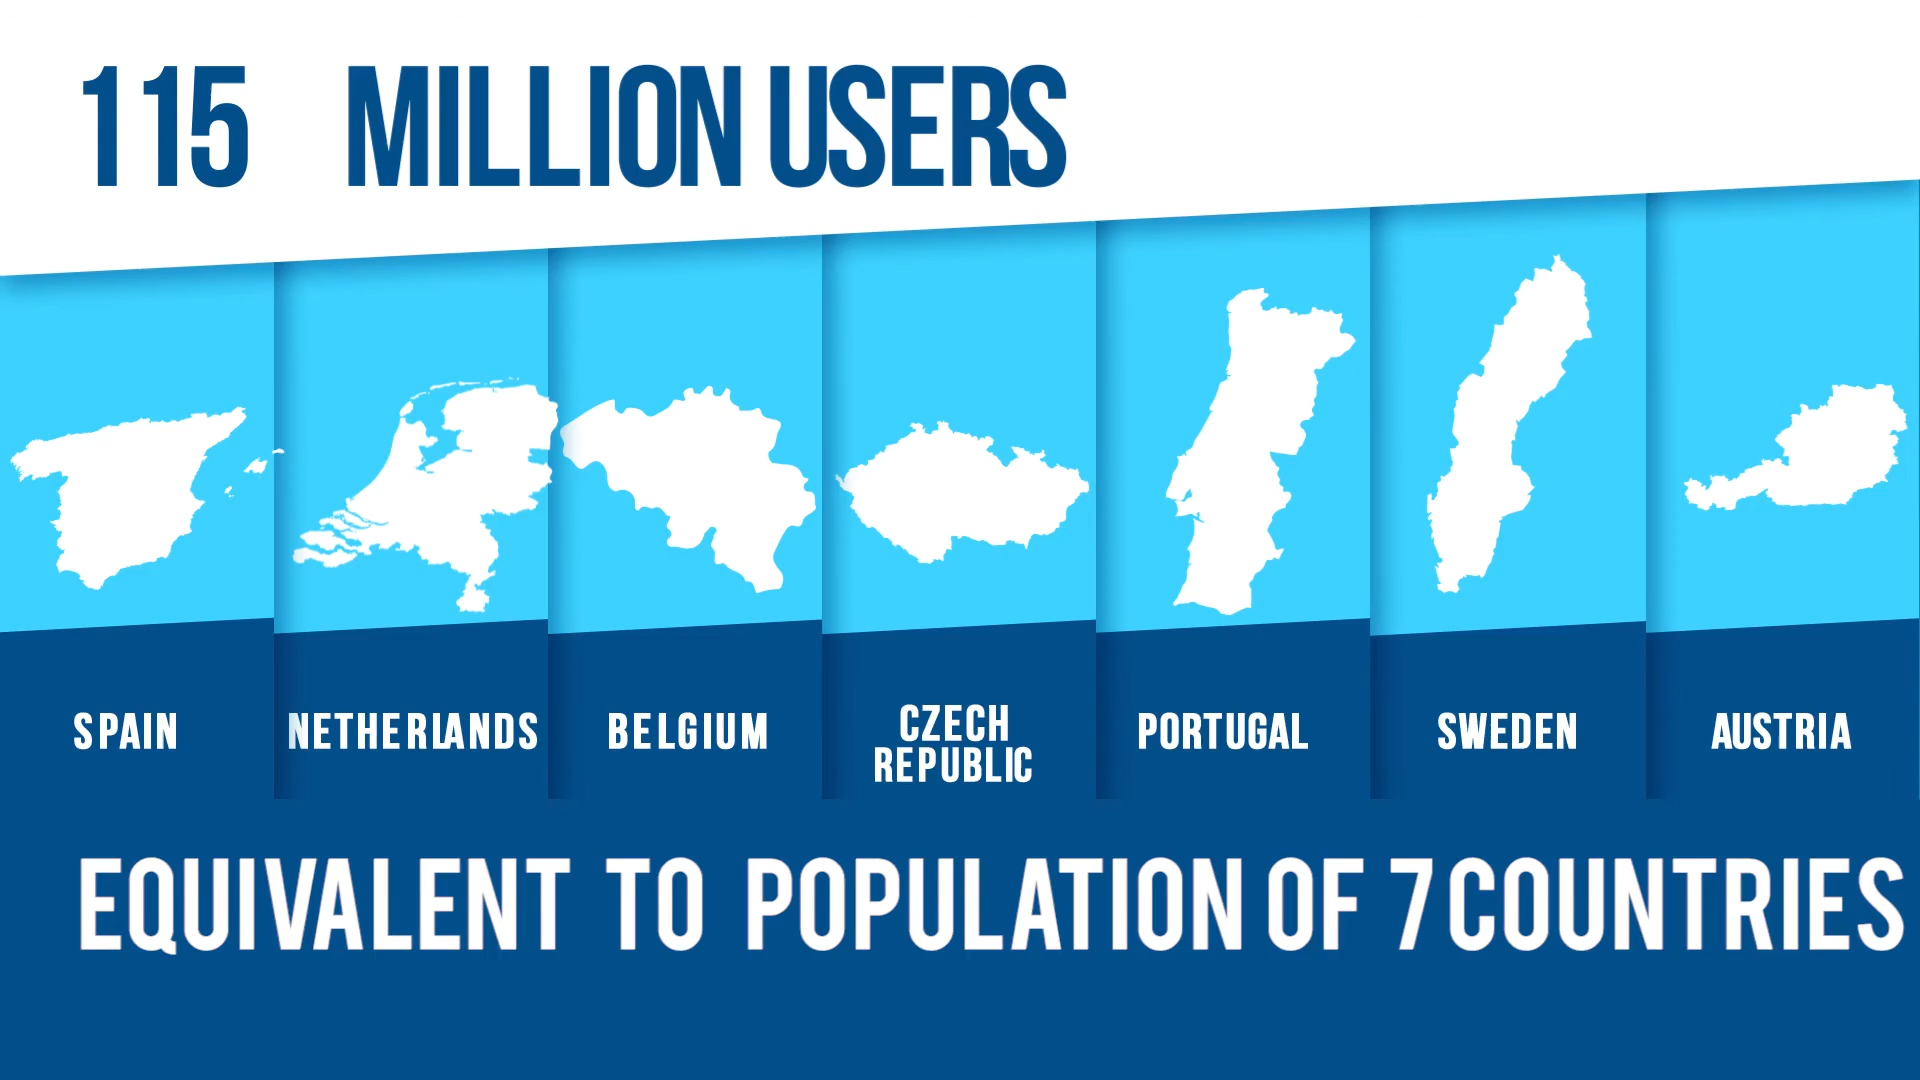 115 MILLION USERS
SPAIN
NETHERLANDS
BELGIUM
CZECH
REPUBLIC
PORTUGAL
SWEDEN
AUSTRIA
EQUIVALENT TO POPULATION OF 7 COUNTRIES